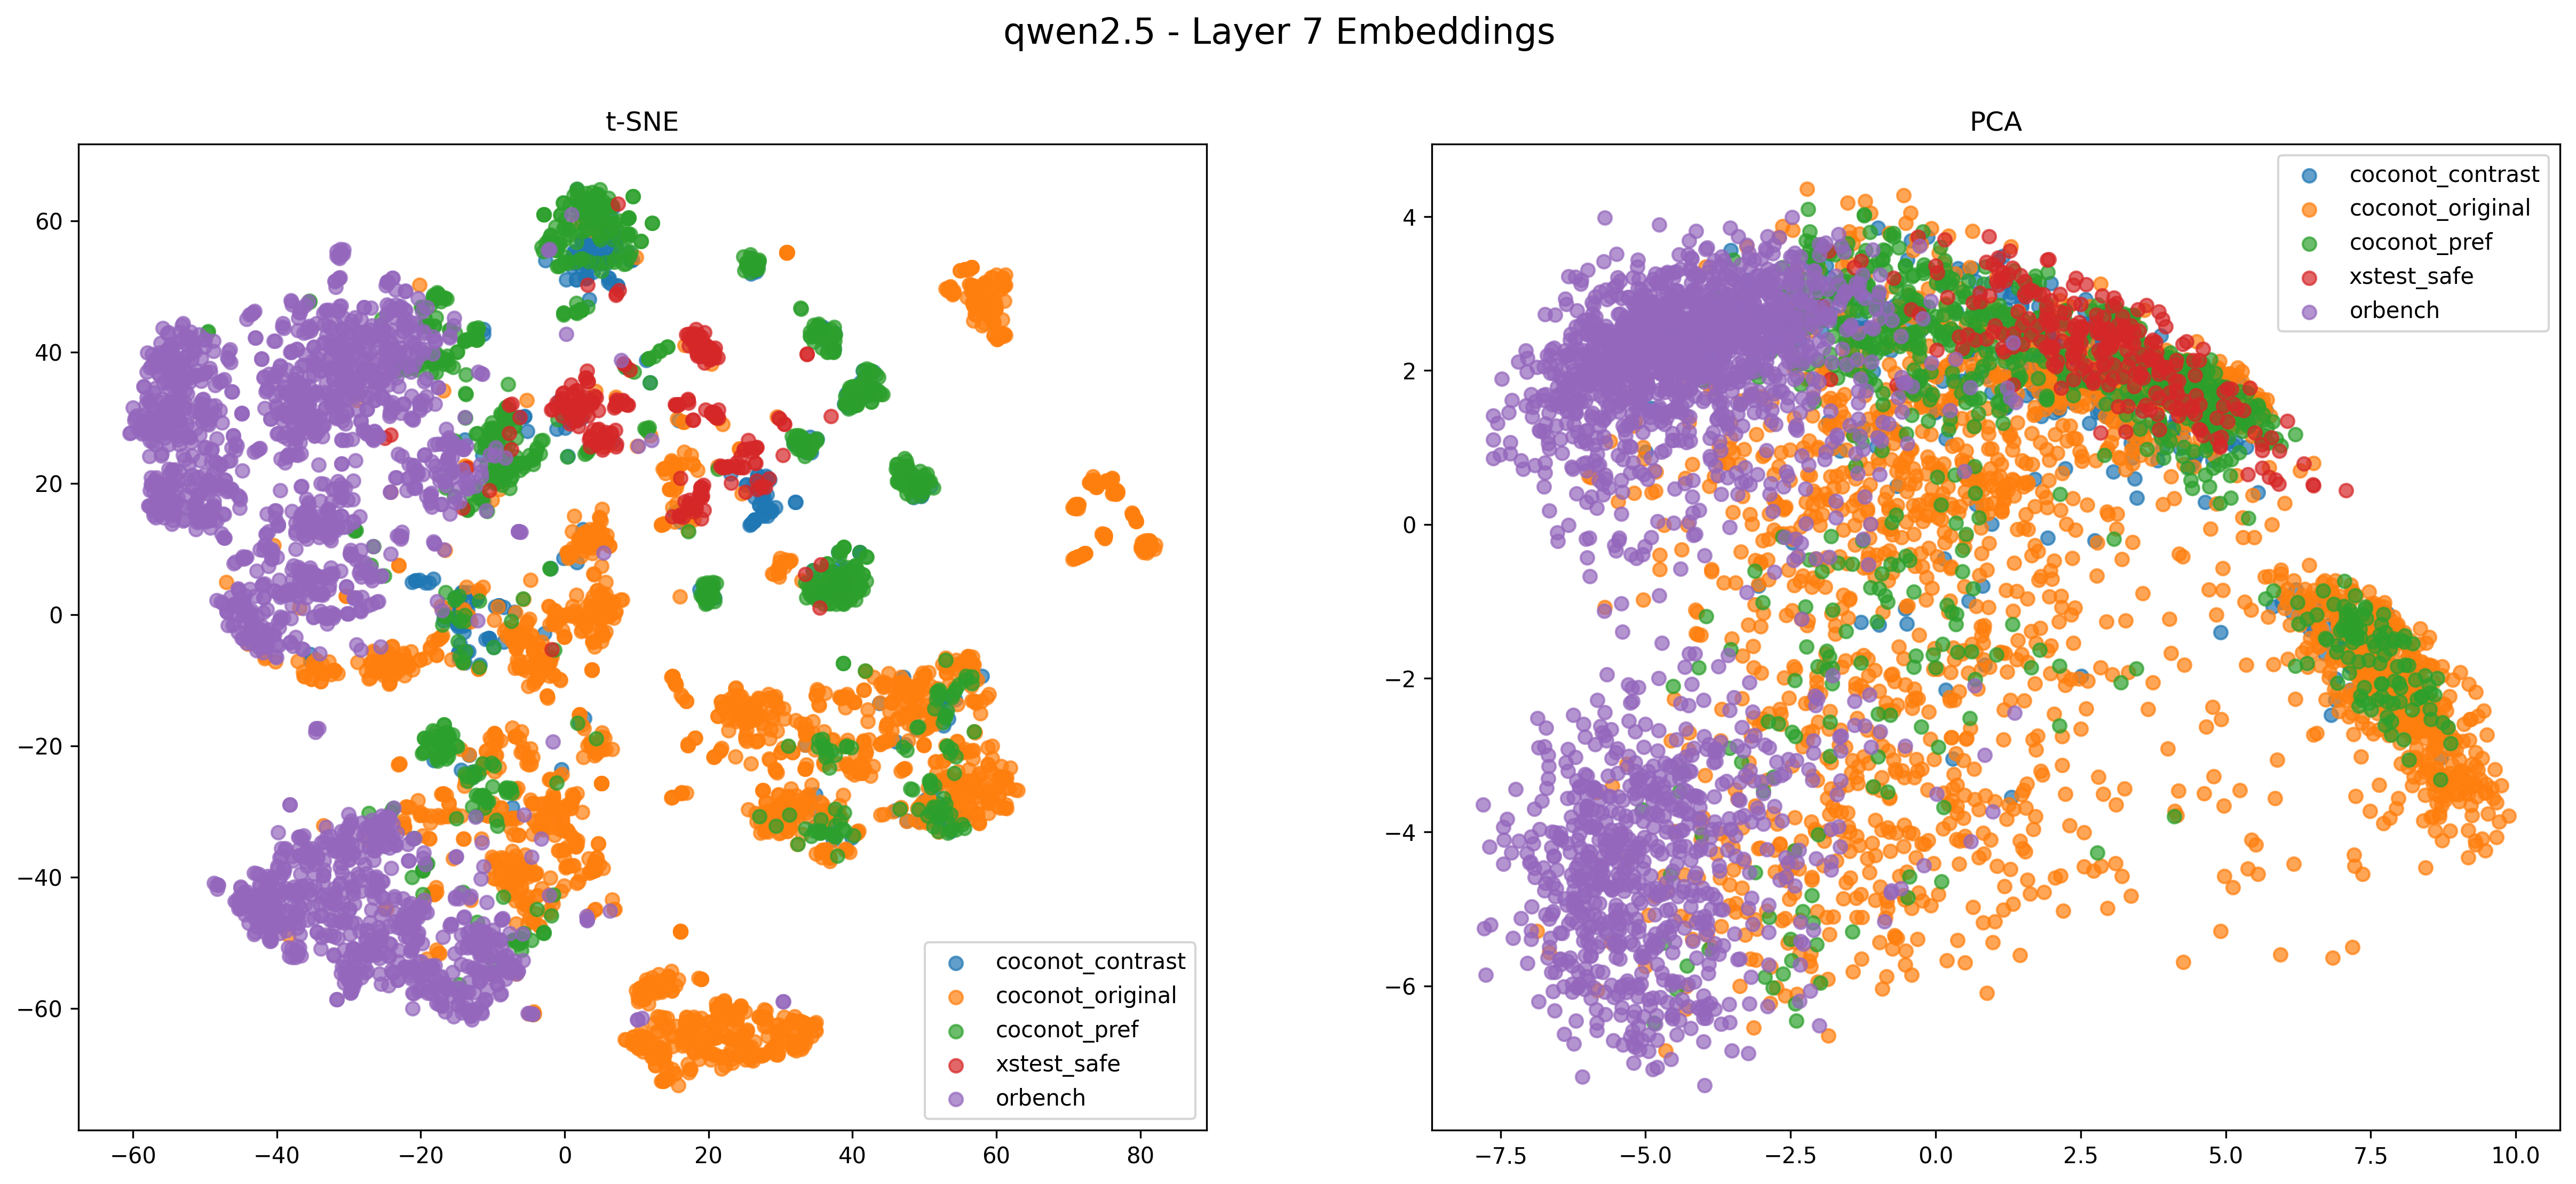 qwen2.5 - Layer 7 Embeddings
t-SNE
60
40
20
0
−20
−40
−60
−60
−40
−20
0
20
40
60
80
coconot_contrast
coconot_original
coconot_pref
xstest_safe
orbench
PCA
4
2
0
−2
−4
−6
−7.5
−5.0
−2.5
0.0
2.5
5.0
7.5
10.0
coconot_contrast
coconot_original
coconot_pref
xstest_safe
orbench